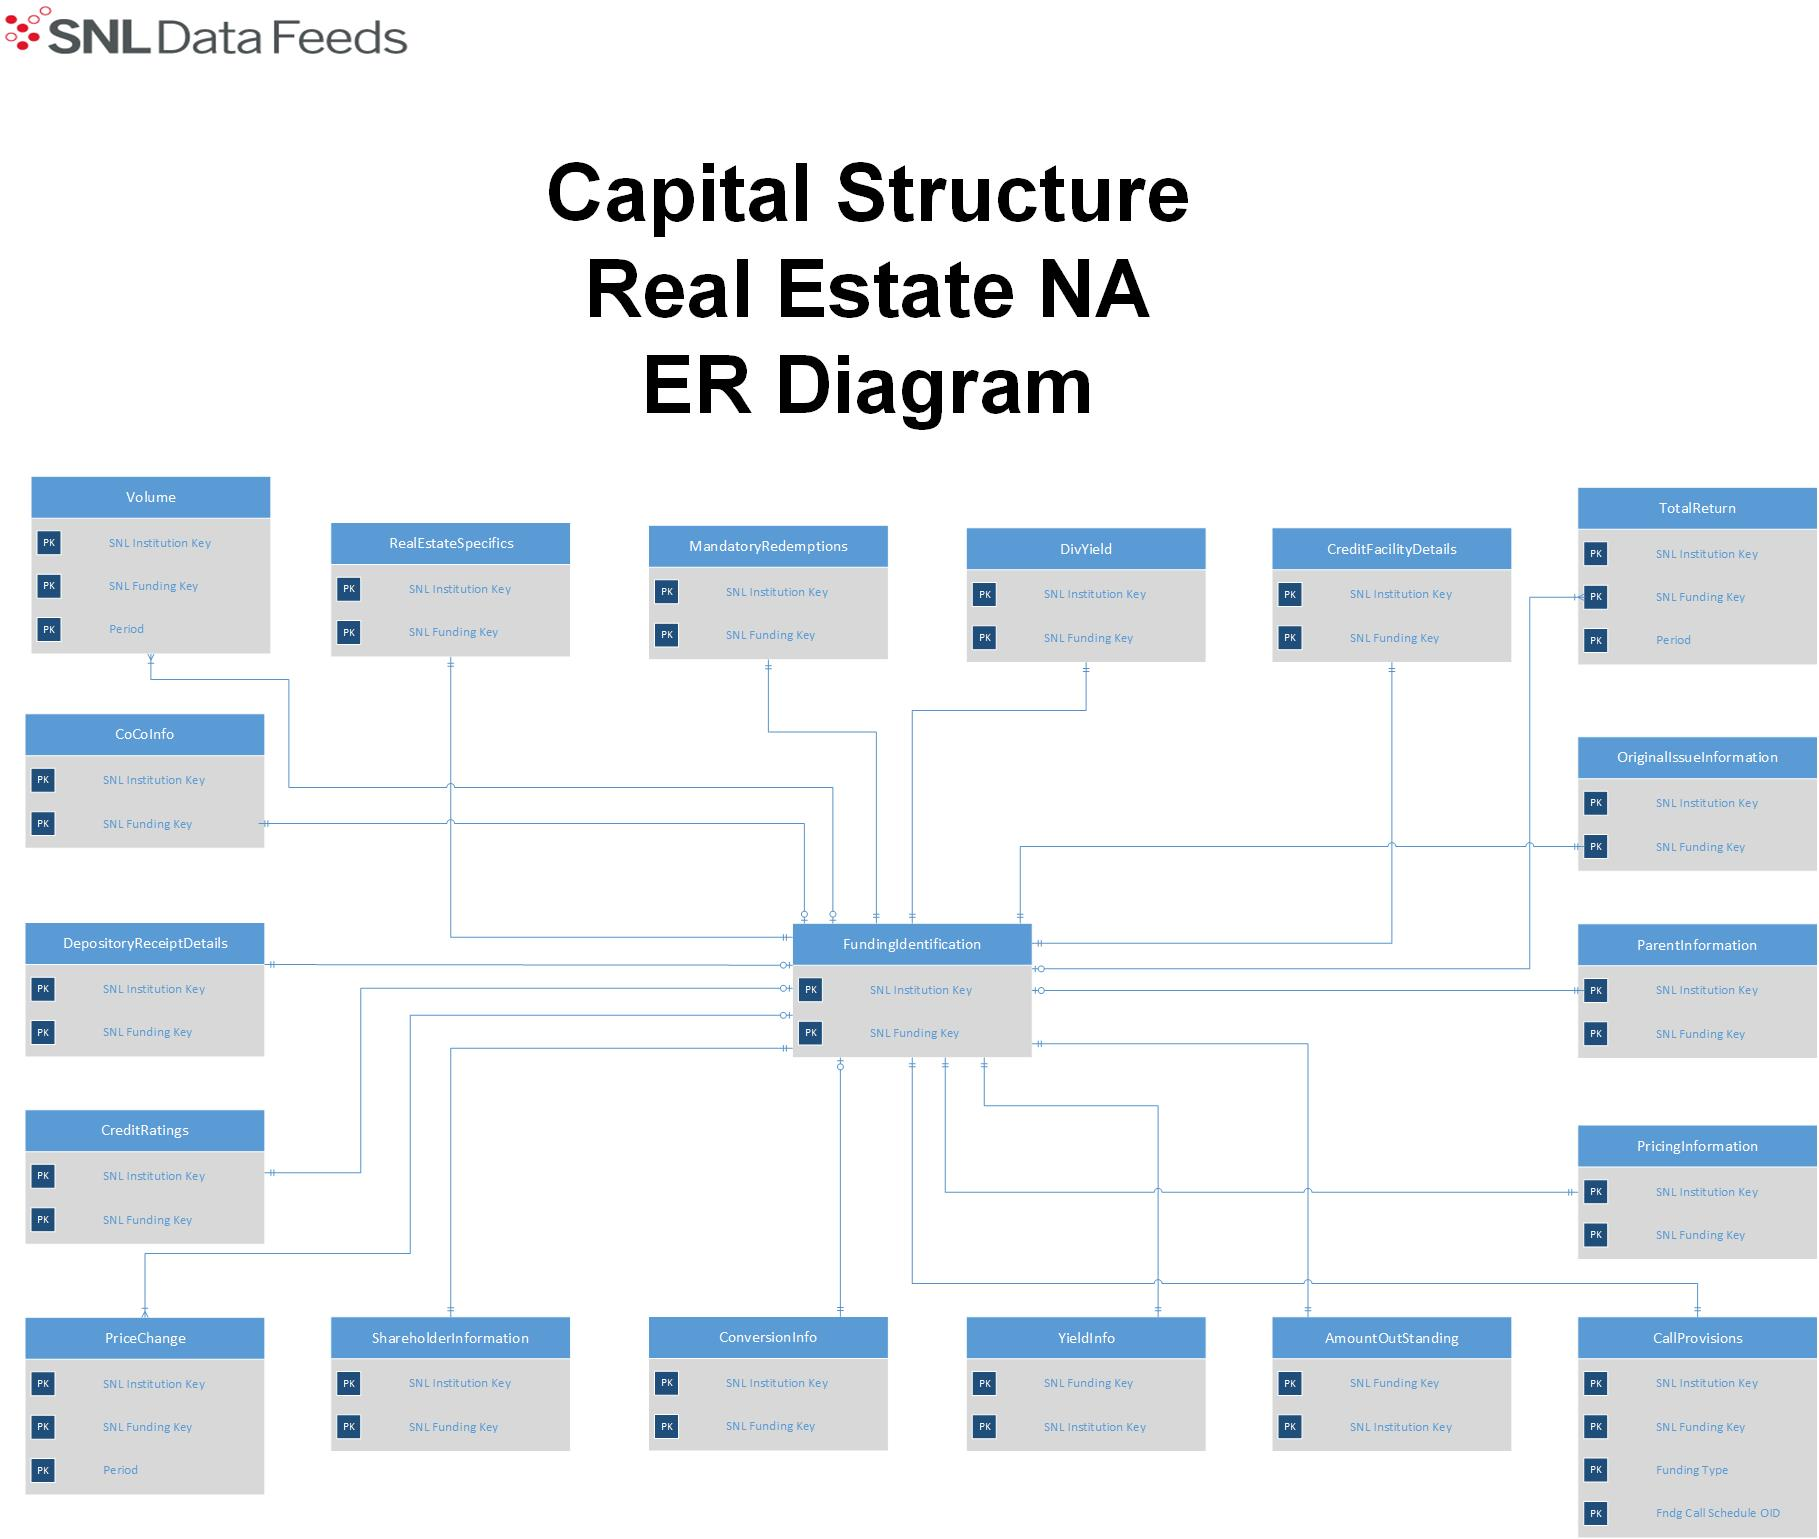 SNL Data Feeds
Capital Structure
Real Estate NA
ER Diagram
Volume
PK SNL Institution Key
PK SNL Funding Key
PK Period
RealEstateSpecifics
PK SNL Institution Key
PK SNL Funding Key
MandatoryRedemptions
PK SNL Institution Key
PK SNL Funding Key
DivYield
PK SNL Institution Key
PK SNL Funding Key
CreditFacilityDetails
PK SNL Institution Key
PK SNL Funding Key
TotalReturn
PK SNL Institution Key
PK SNL Funding Key
PK Period
CoCoInfo
PK SNL Institution Key
PK SNL Funding Key
OriginalIssueInformation
PK SNL Institution Key
PK SNL Funding Key
DepositoryReceiptDetails
PK SNL Institution Key
PK SNL Funding Key
FundingIdentification
PK SNL Institution Key
PK SNL Funding Key
ParentInformation
PK SNL Institution Key
PK SNL Funding Key
CreditRatings
PK SNL Institution Key
PK SNL Funding Key
PricingInformation
PK SNL Institution Key
PK SNL Funding Key
PriceChange
PK SNL Institution Key
PK SNL Funding Key
PK Period
ShareholderInformation
PK SNL Institution Key
PK SNL Funding Key
ConversionInfo
PK SNL Institution Key
PK SNL Funding Key
YieldInfo
PK SNL Funding Key
PK SNL Institution Key
AmountOutStanding
PK SNL Funding Key
PK SNL Institution Key
CallProvisions
PK SNL Institution Key
PK SNL Funding Key
PK Funding Type
PK Fndg Call Schedule OID